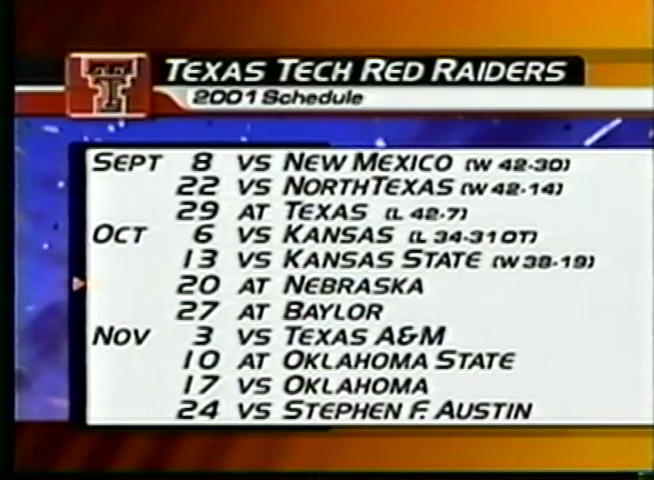 TEXAS TECH RED RAIDERS
2001 Schedule
SEPT 8 VS NEW MEXICO (W 42-30)
22 VS NORTH TEXAS (W 42-14)
29 AT TEXAS (L 42-7)
OCT 6 VS KANSAS (L 34-31 OT)
13 VS KANSAS STATE (W 38-19)
20 AT NEBRASKA
27 AT BAYLOR
NOV 3 VS TEXAS A&M
10 AT OKLAHOMA STATE
17 VS OKLAHOMA
24 VS STEPHEN F. AUSTIN